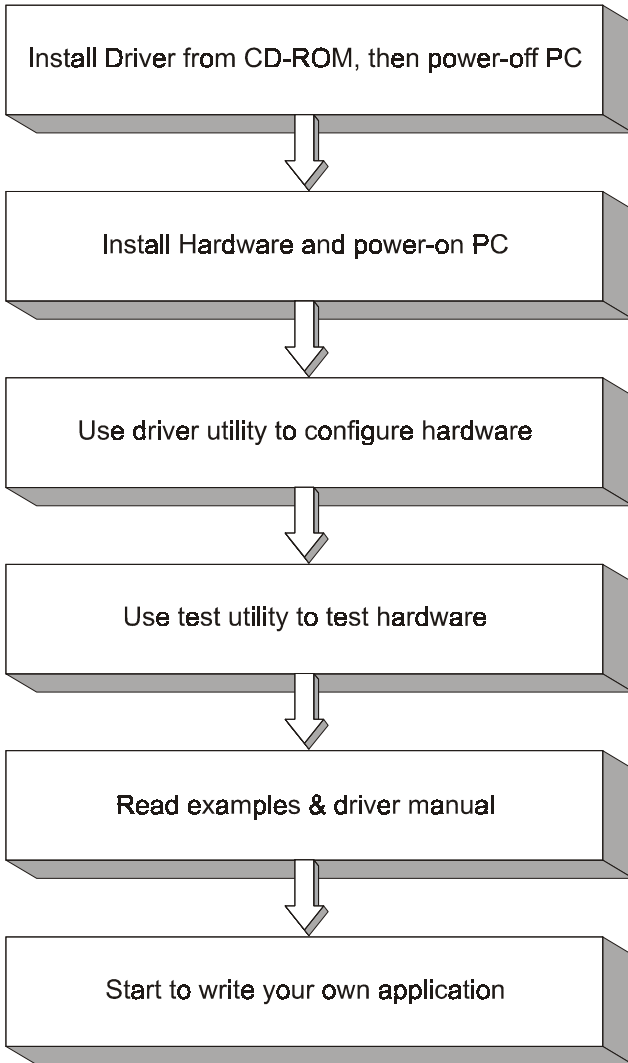 Install Driver from CD-ROM, then power-off PC
Install Hardware and power-on PC
Use driver utility to configure hardware
Use test utility to test hardware
Read examples & driver manual
Start to write your own application